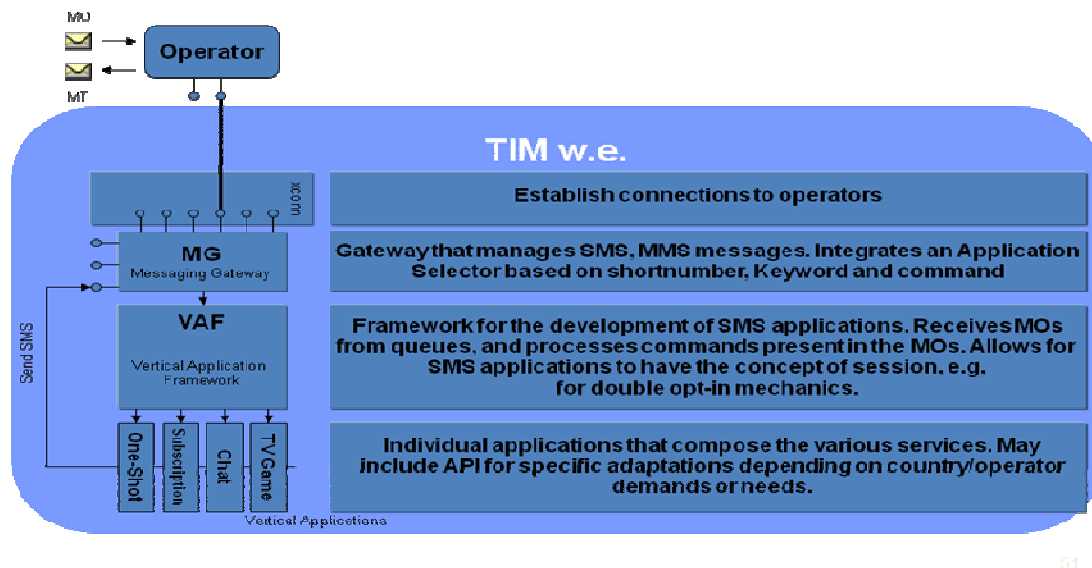 MO
Operator
MT
TIM w.e.
xconn
Establish connections to operators
MG
Messaging Gateway
Gateway that manages SMS, MMS messages. Integrates an Application
Selector based on shortnumber, Keyword and command
Send SMS
VAF
Vertical Application
Framework
Framework for the development of SMS applications. Receives MOs
from queues, and processes commands present in the MOs. Allows for
SMS applications to have the concept of session, e.g.
for double opt-in mechanics.
One-Shot
Subscription
Chat
TV Game
Individual applications that compose the various services. May
include API for specific adaptations depending on country/operator
demands or needs.
Vertical Applications
51